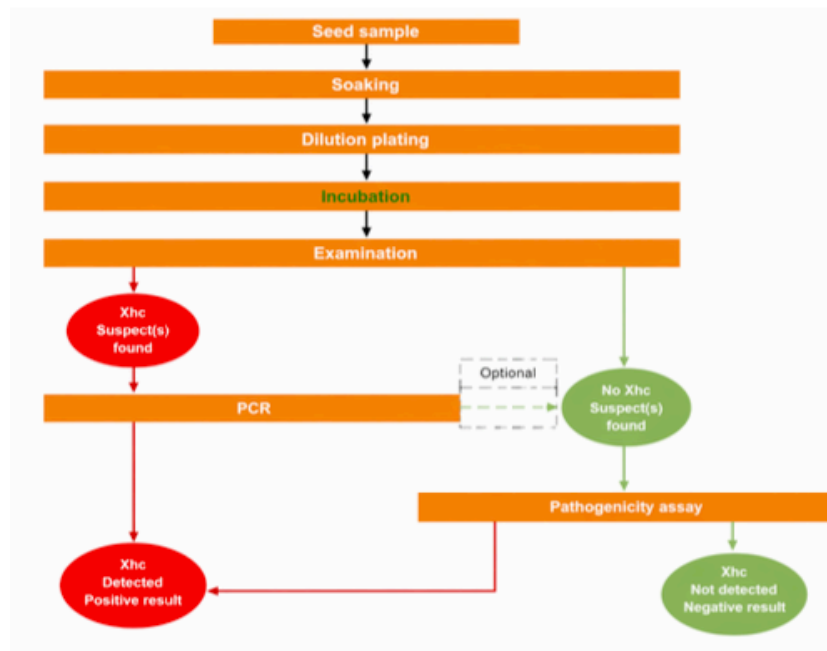 Seed sample
Soaking
Dilution plating
Incubation
Examination
Xhc
Suspect(s)
found
Optional
No Xhc
Suspect(s)
found
PCR
Pathogenicity assay
Xhc
Detected
Positive result
Xhc
Not detected
Negative result